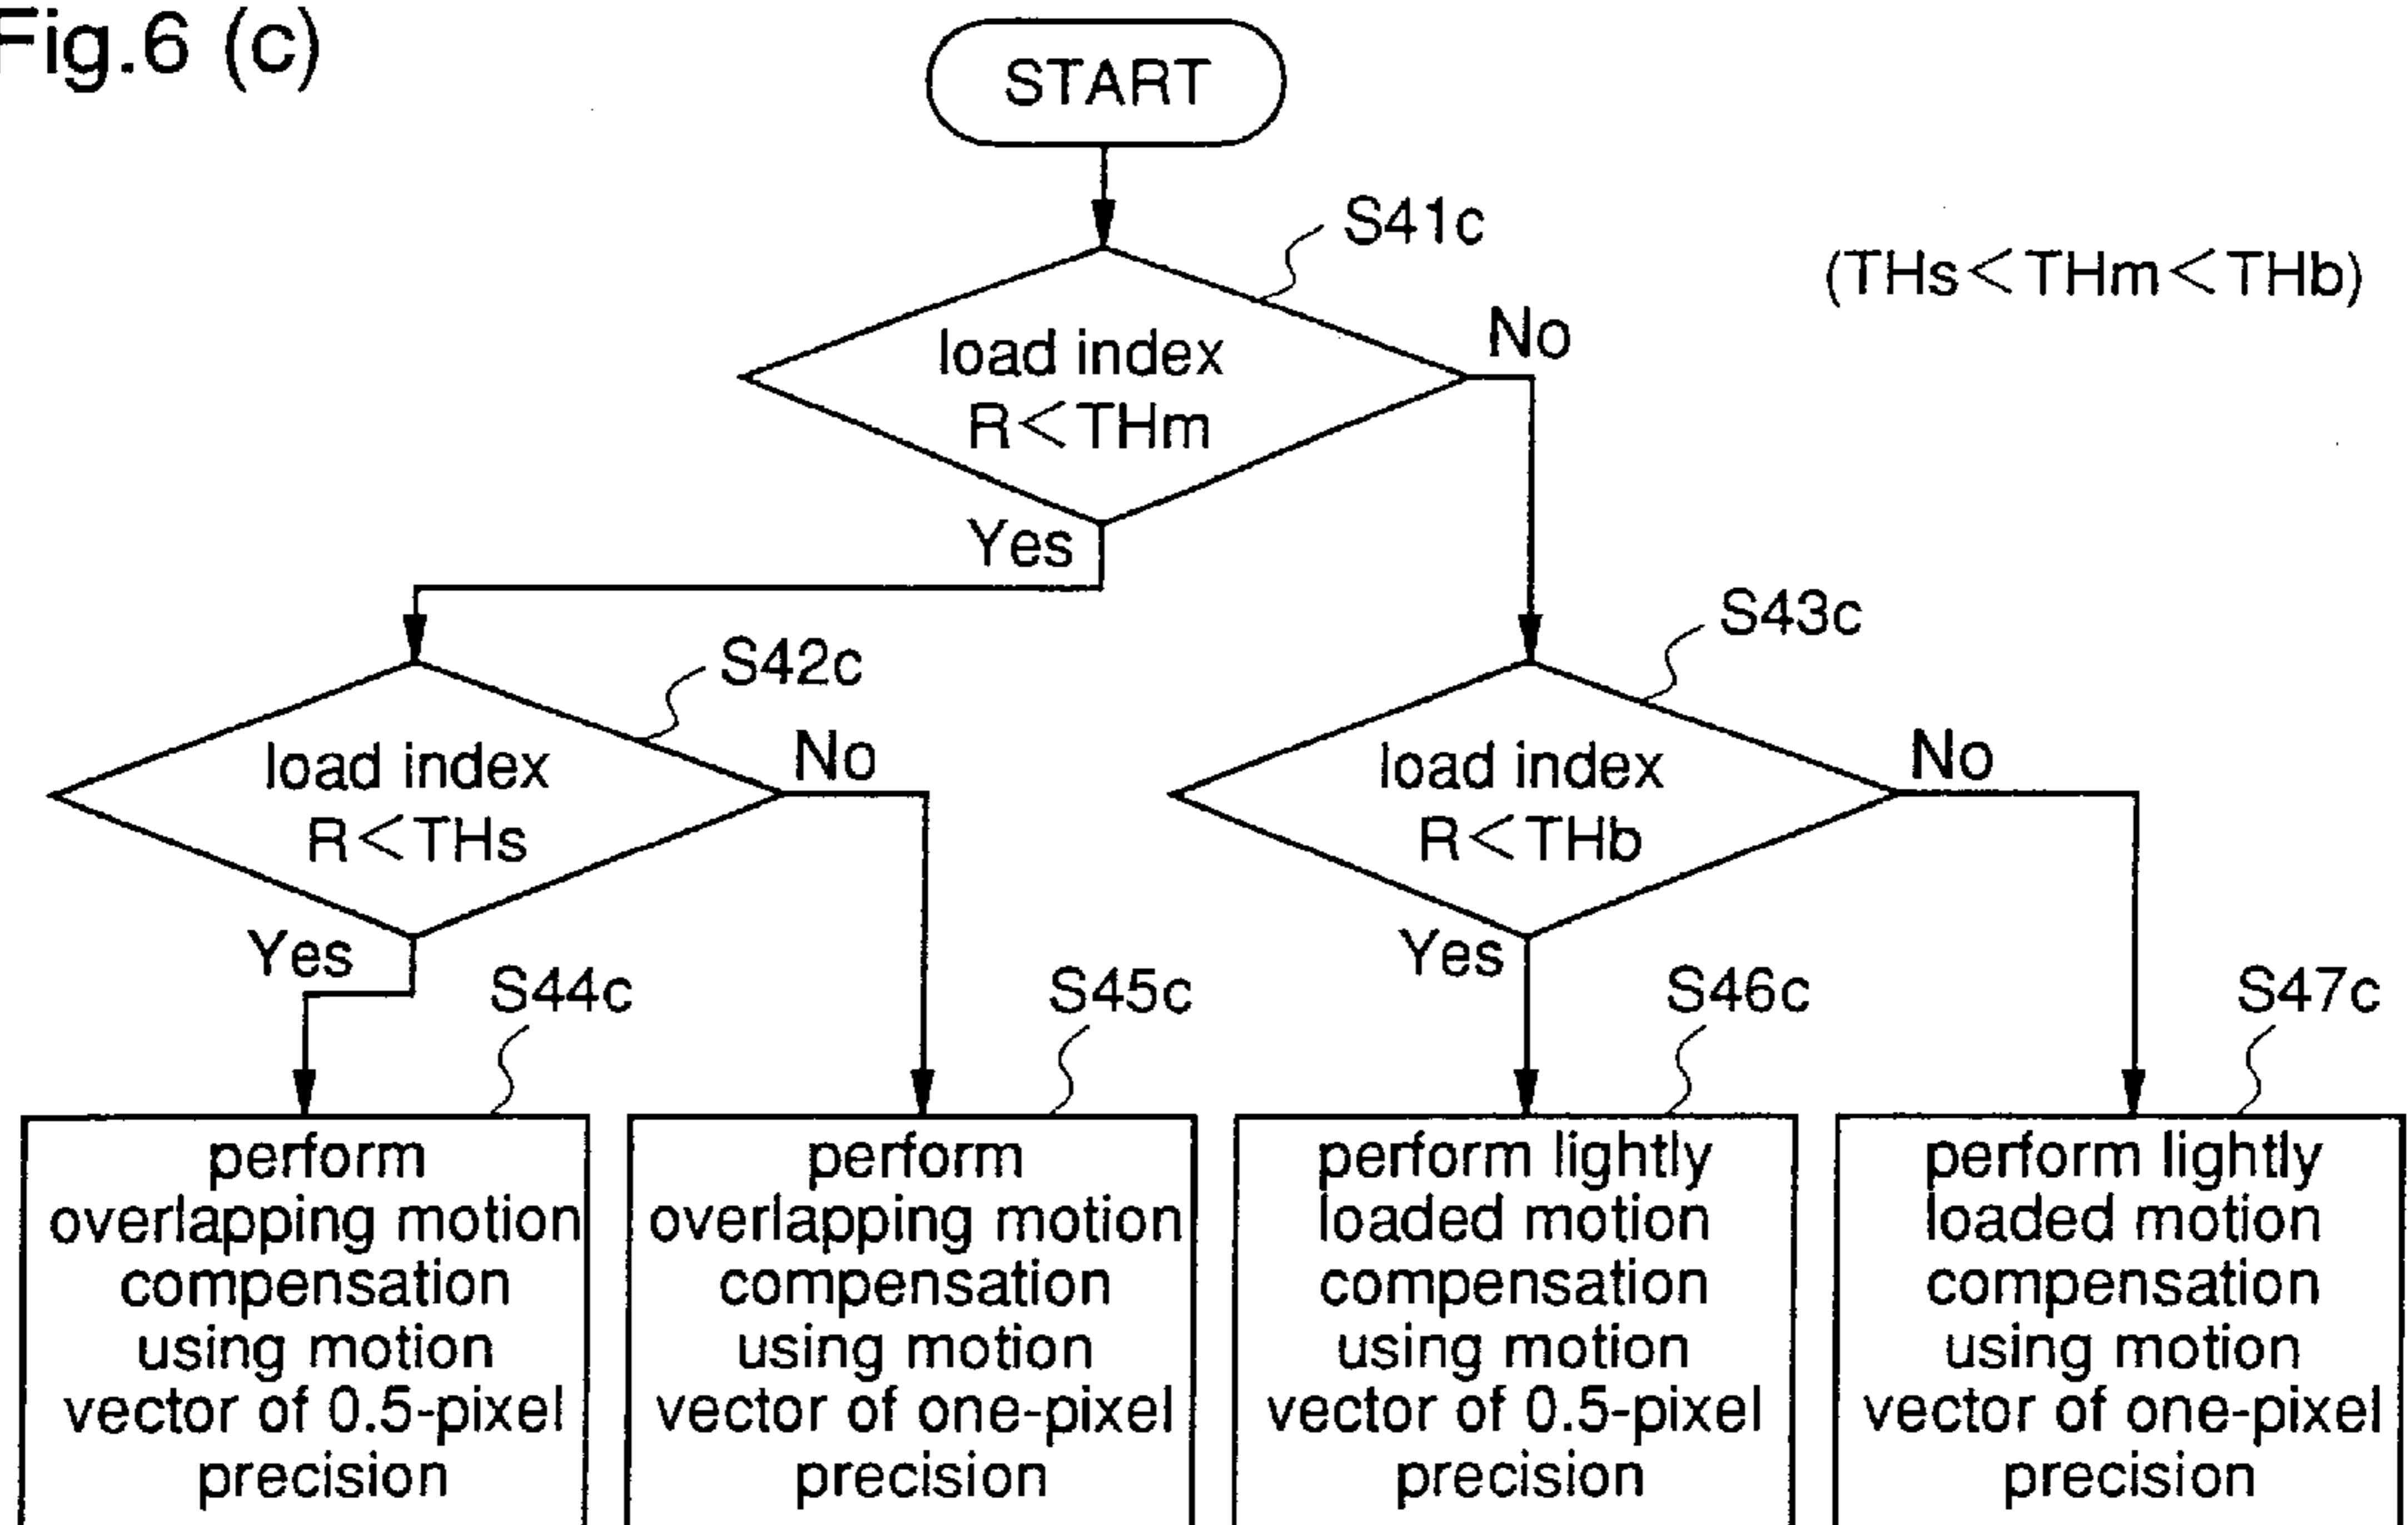 Fig.6 (c)
START
S41c
(THs<THm<THb)
load index
R<THm
No
Yes
S42c
S43c
load index
R<THs
No
Yes
load index
R<THb
No
Yes
S44c
S45c
S46c
S47c
perform
overlapping motion
compensation
using motion
vector of 0.5-pixel
precision
perform
overlapping motion
compensation
using motion
vector of one-pixel
precision
perform lightly
loaded motion
compensation
using motion
vector of 0.5-pixel
precision
perform lightly
loaded motion
compensation
using motion
vector of one-pixel
precision